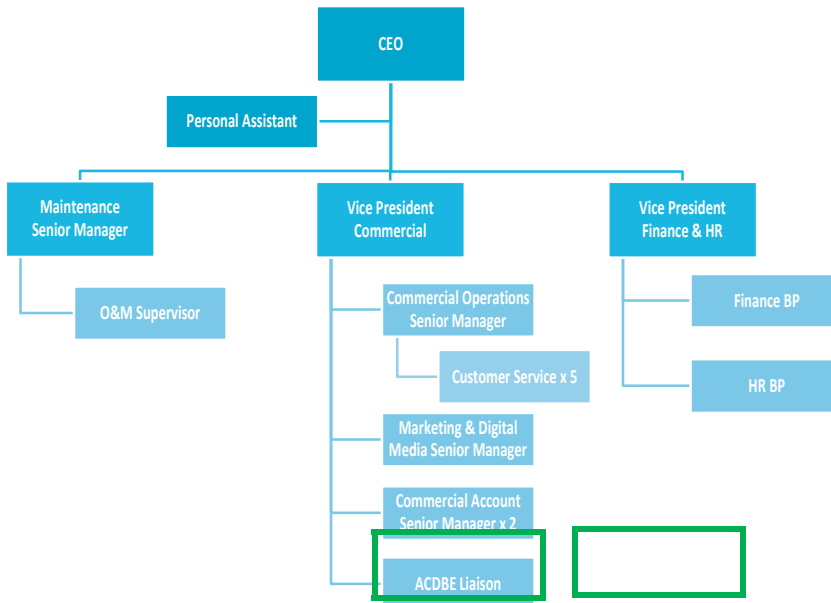 CEO
Personal Assistant
Maintenance
Senior Manager
Vice President
Commercial
Vice President
Finance & HR
O&M Supervisor
Commercial Operations
Senior Manager
Finance BP
Customer Service x 5
HR BP
Marketing & Digital
Media Senior Manager
Commercial Account
Senior Manager x 2
ACDBE Liaison